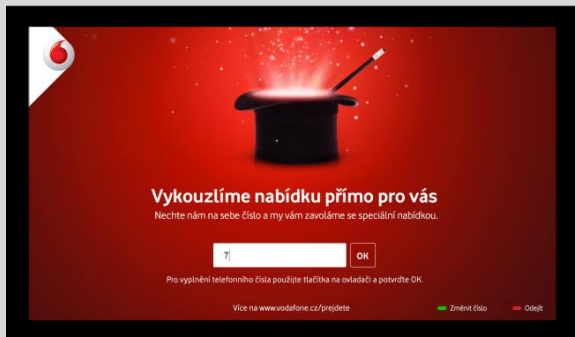 Vykouzlíme nabídku přímo pro vás
Nechte nám na sebe číslo a my vám zavoláme se speciální nabídkou.
7
OK
Pro vyplnění telefonního čísla použijte tlačítka na ovladači a potvrďte OK.
Více na www.vodafone.cz/prejdete
Změnit číslo
Odejít